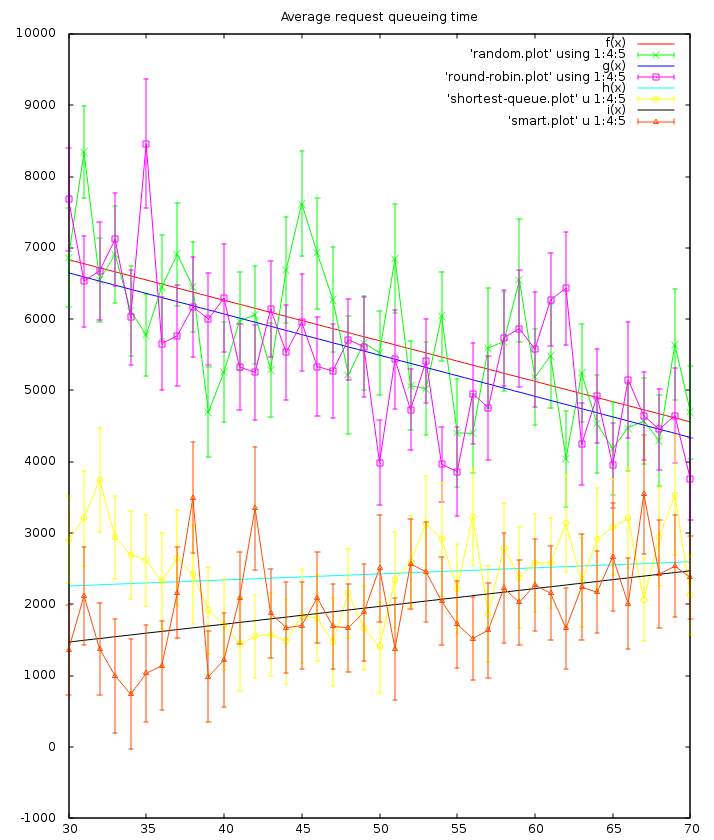 Average request queueing time
f(x)
'random.plot' using 1:4:5
g(x)
'round-robin.plot' using 1:4:5
h(x)
'shortest-queue.plot' u 1:4:5
i(x)
'smart.plot' u 1:4:5
10000
9000
8000
7000
6000
5000
4000
3000
2000
1000
0
-1000
30 35 40 45 50 55 60 65 70